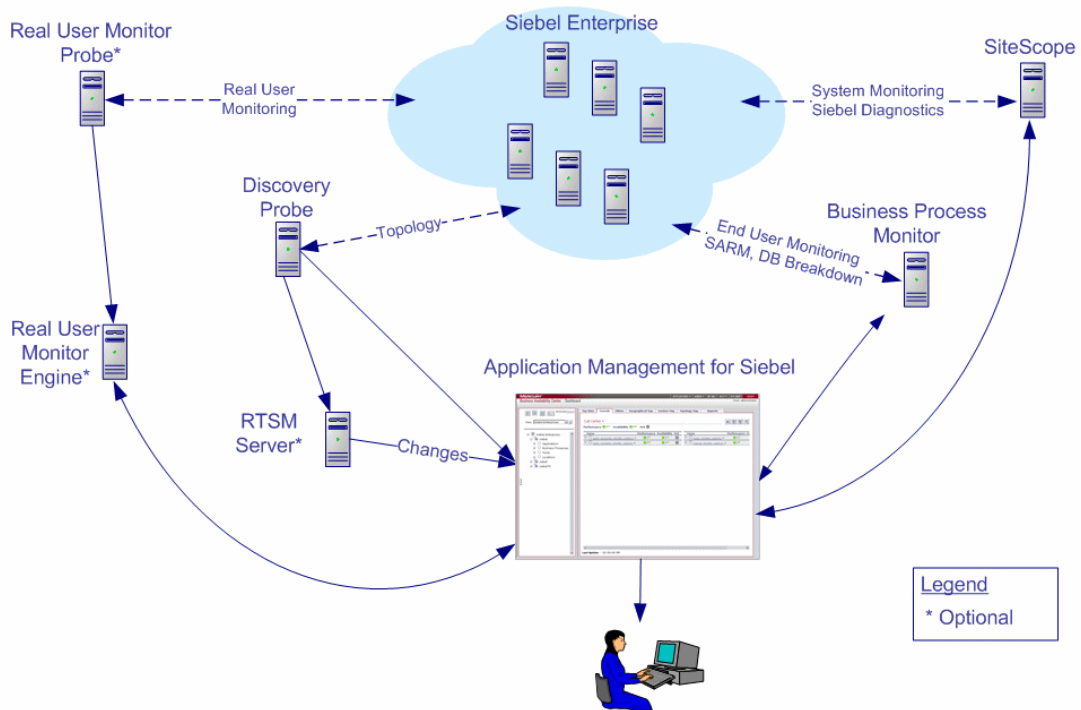 Siebel Enterprise
Real User Monitor
Probe*
SiteScope
Real User
Monitoring
System Monitoring
Siebel Diagnostics
Discovery
Probe
Topology
Business Process
Monitor
End User Monitoring
SARM, DB Breakdown
Real User
Monitor
Engine*
Application Management for Siebel
RTSM
Server*
Changes
Legend
* Optional